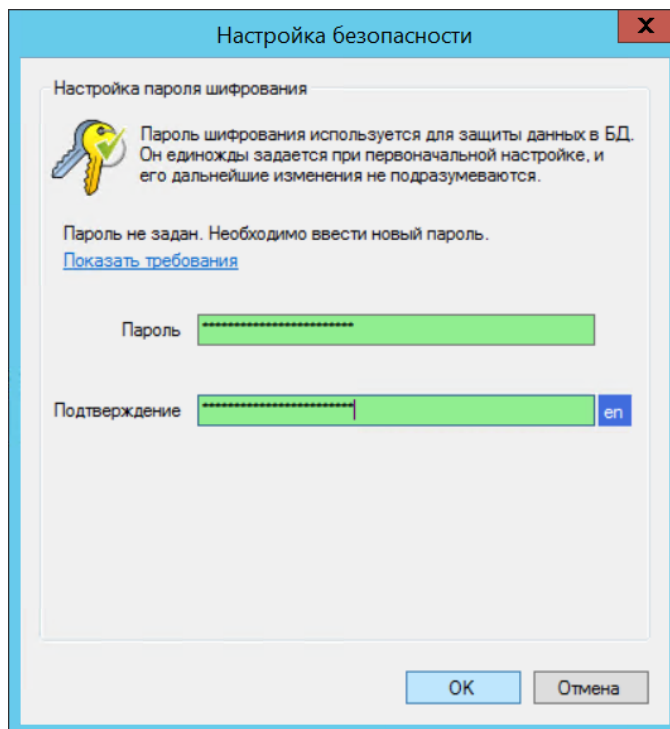 Настройка безопасности
X
Настройка пароля шифрования
Пароль шифрования используется для защиты данных в БД.
Он единожды задается при первоначальной настройке, и
его дальнейшие изменения не подразумеваются.
Пароль не задан. Необходимо ввести новый пароль.
Показать требования
Пароль
Подтверждение
en
OK
Отмена